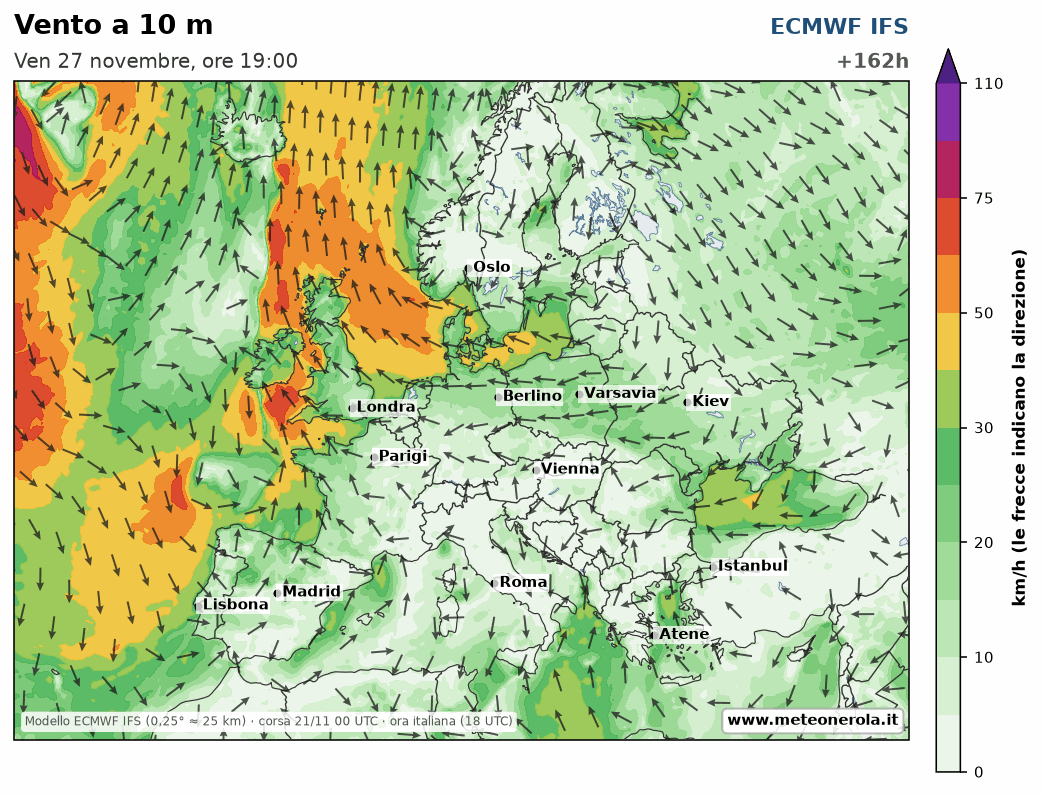 Vento a 10 m
ECMWF IFS
Ven 27 novembre, ore 19:00
+162h
110
75
50
30
20
10
0
km/h (le frecce indicano la direzione)
Oslo
Londra
Berlino
Varsavia
Kiev
Parigi
Vienna
Istanbul
Roma
Madrid
Lisbona
Atene
Modello ECMWF IFS (0,25° ≈ 25 km) · corsa 21/11 00 UTC · ora italiana (18 UTC)
www.meteonerola.it